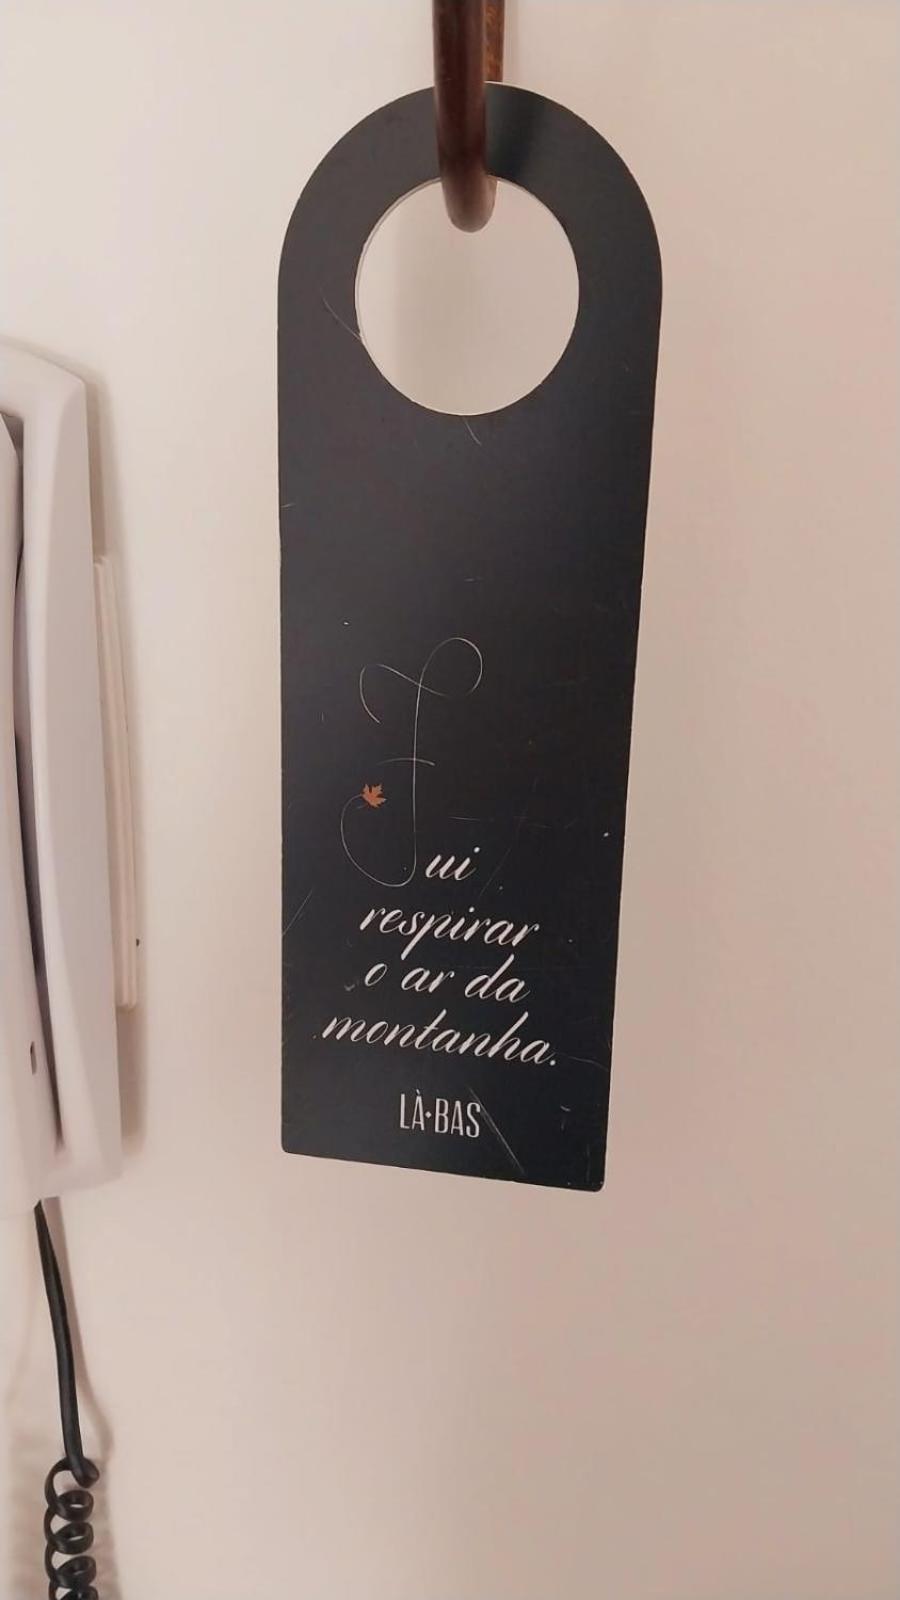 Fui
respirar
o ar da
montanha.
LÀ·BAS